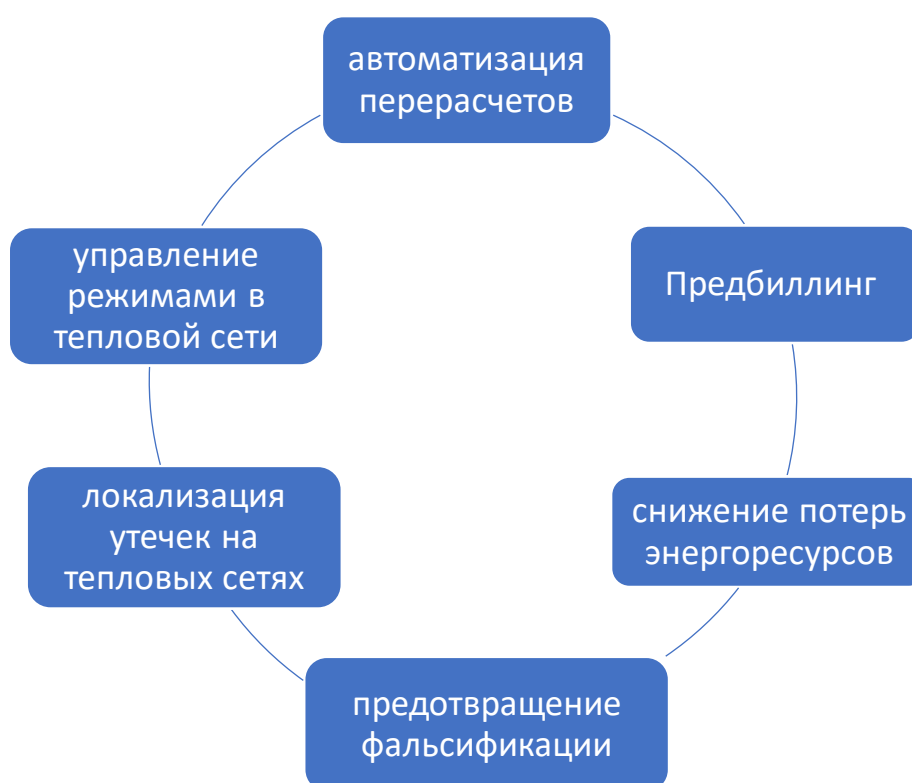 автоматизация
перерасчетов
Предбиллинг
снижение потерь
энергоресурсов
предотвращение
фальсификации
локализация
утечек на
тепловых сетях
управление
режимами в
тепловой сети